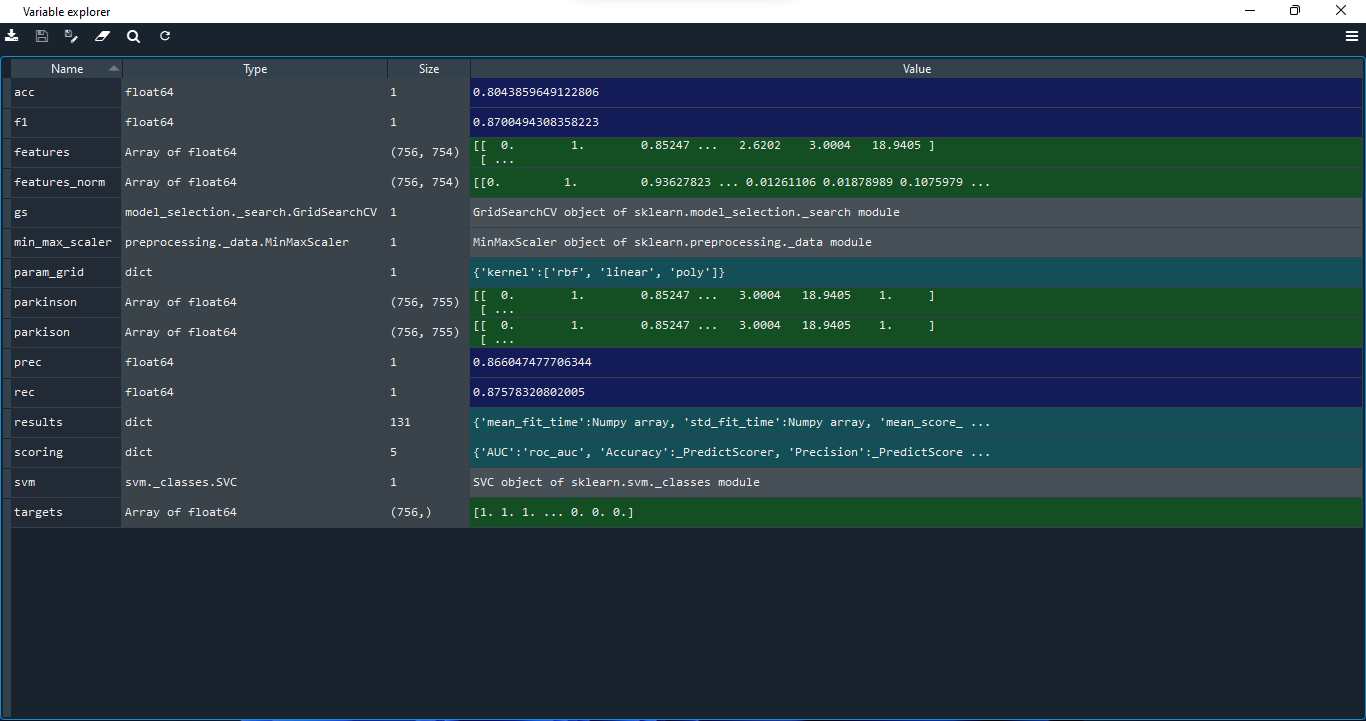 Variable explorer
Name Type Size Value
acc float64 1 0.8043859649122806
f1 float64 1 0.8700494308358223
features Array of float64 (756, 754) [[ 0. 1. 0.85247 ... 2.6202 3.0004 18.9405 ]
[ ...
features_norm Array of float64 (756, 754) [[0. 1. 0.93627823 ... 0.01261106 0.01878989 0.1075979 ...
gs model_selection._search.GridSearchCV 1 GridSearchCV object of sklearn.model_selection._search module
min_max_scaler preprocessing._data.MinMaxScaler 1 MinMaxScaler object of sklearn.preprocessing._data module
param_grid dict 1 {'kernel':['rbf', 'linear', 'poly']}
parkinson Array of float64 (756, 755) [[ 0. 1. 0.85247 ... 3.0004 18.9405 1. ]
[ ...
parkison Array of float64 (756, 755) [[ 0. 1. 0.85247 ... 3.0004 18.9405 1. ]
[ ...
prec float64 1 0.866047477706344
rec float64 1 0.87578320802005
results dict 131 {'mean_fit_time':Numpy array, 'std_fit_time':Numpy array, 'mean_score_ ...
scoring dict 5 {'AUC':'roc_auc', 'Accuracy':_PredictScorer, 'Precision':_PredictScore ...
svm svm._classes.SVC 1 SVC object of sklearn.svm._classes module
targets Array of float64 (756,) [1. 1. 1. ... 0. 0. 0.]